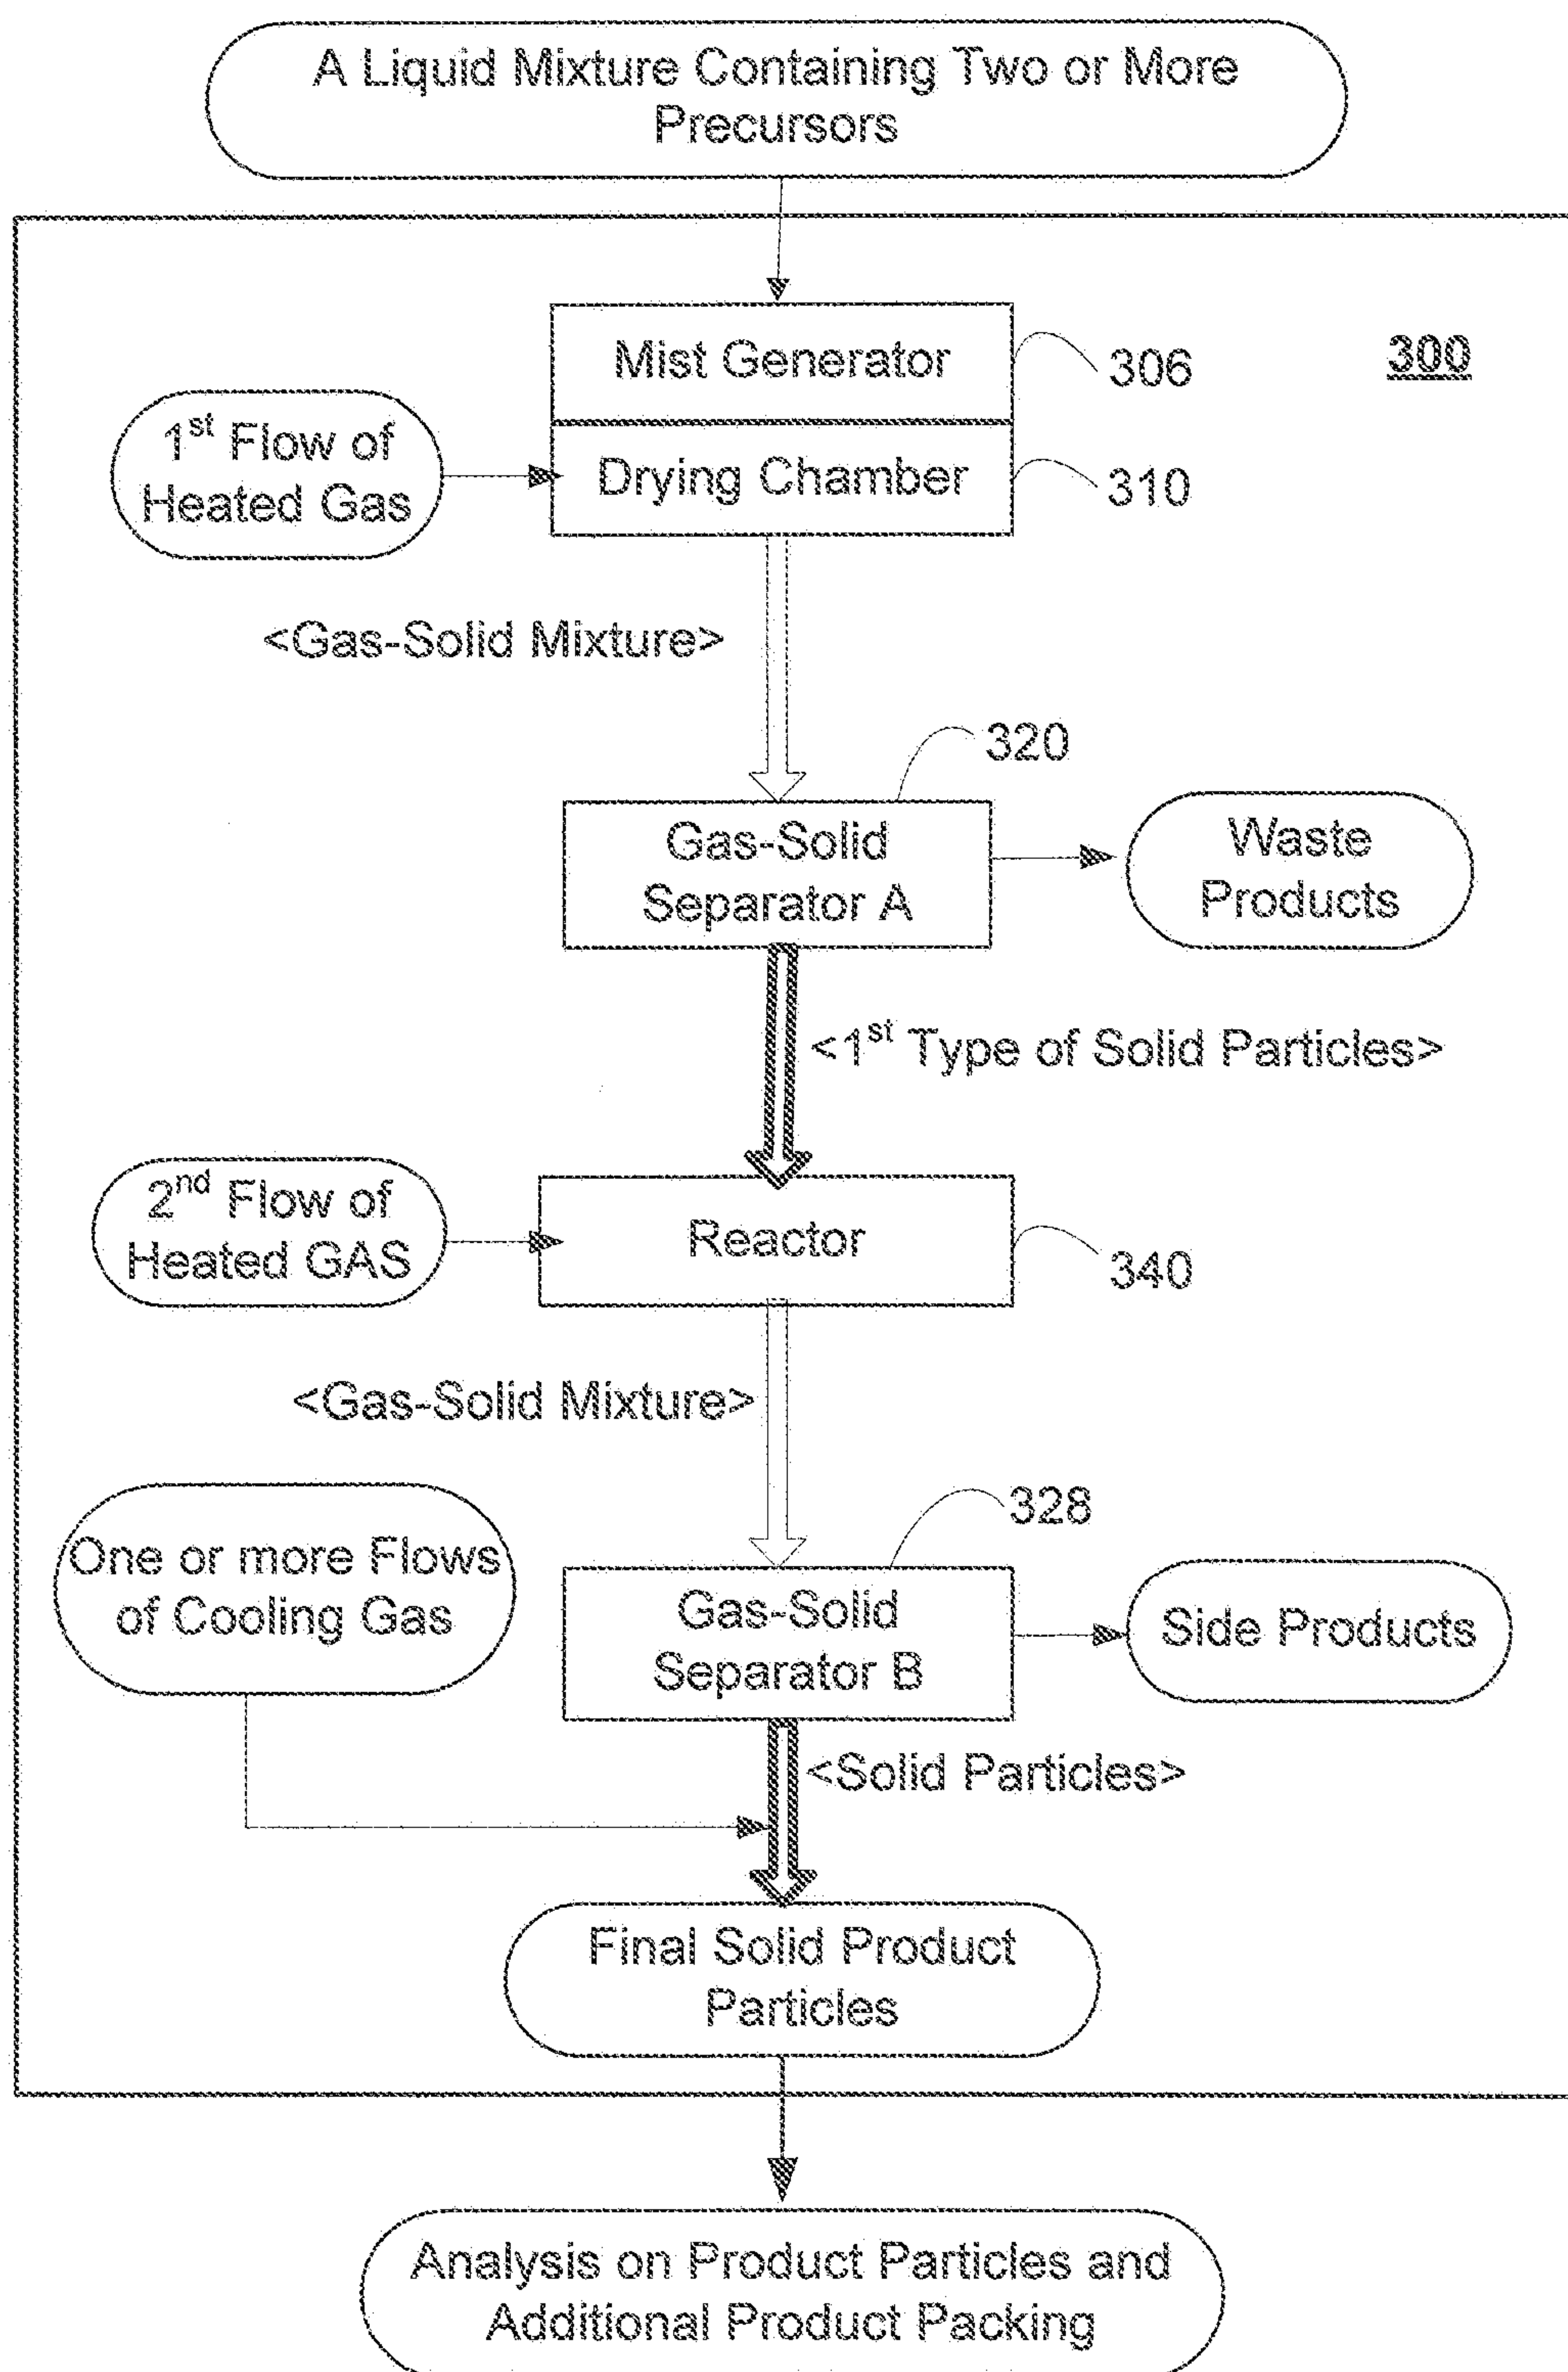 A Liquid Mixture Containing Two or More
Precursors
Mist Generator
306
300
1st Flow of
Heated Gas
Drying Chamber
310
<Gas-Solid Mixture>
320
Gas-Solid
Separator A
Waste
Products
<1st Type of Solid Particles>
2nd Flow of
Heated GAS
Reactor
340
<Gas-Solid Mixture>
328
One or more Flows
of Cooling Gas
Gas-Solid
Separator B
Side Products
<Solid Particles>
Final Solid Product
Particles
Analysis on Product Particles and
Additional Product Packing